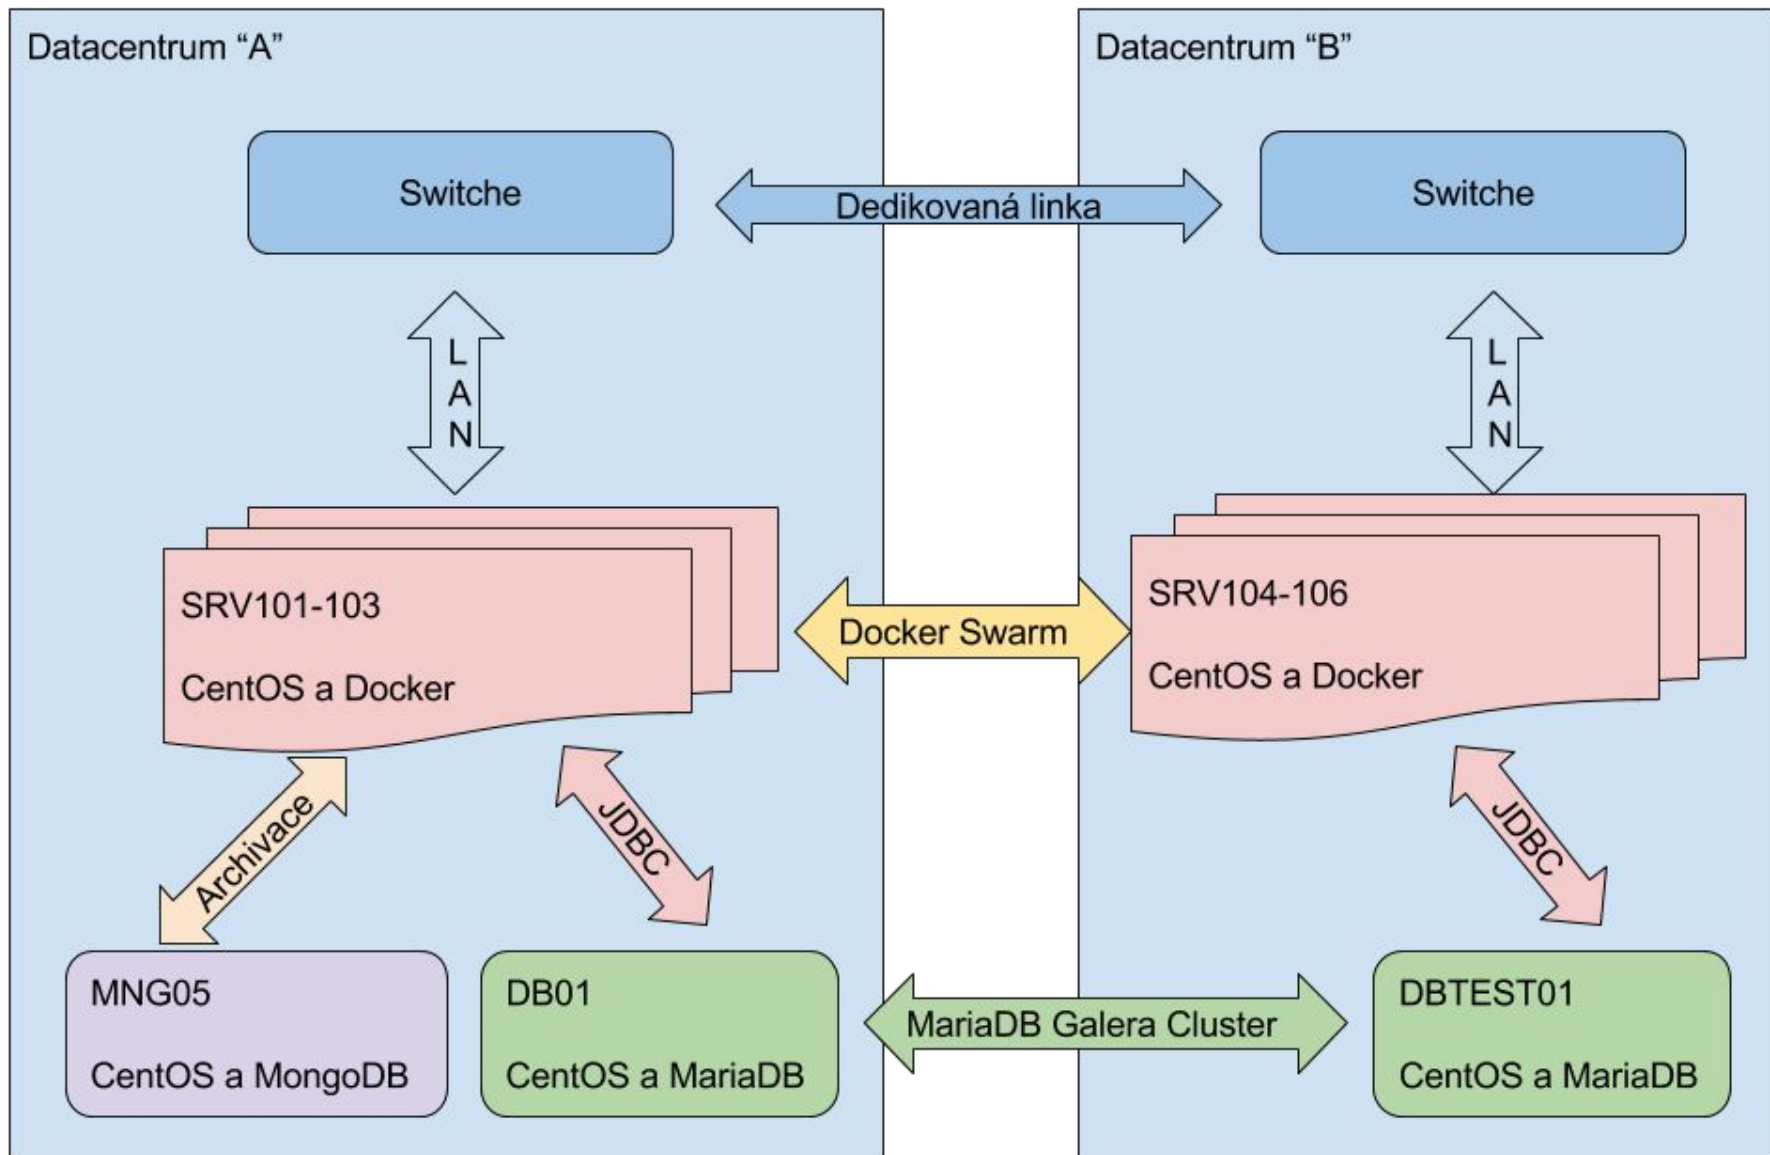 Datacentrum “A”
Datacentrum “B”
Switche
Dedikovaná linka
Switche
LAN
LAN
SRV101-103
CentOS a Docker
Docker Swarm
SRV104-106
CentOS a Docker
Archivace
JDBC
JDBC
MNG05
CentOS a MongoDB
DB01
CentOS a MariaDB
MariaDB Galera Cluster
DBTEST01
CentOS a MariaDB